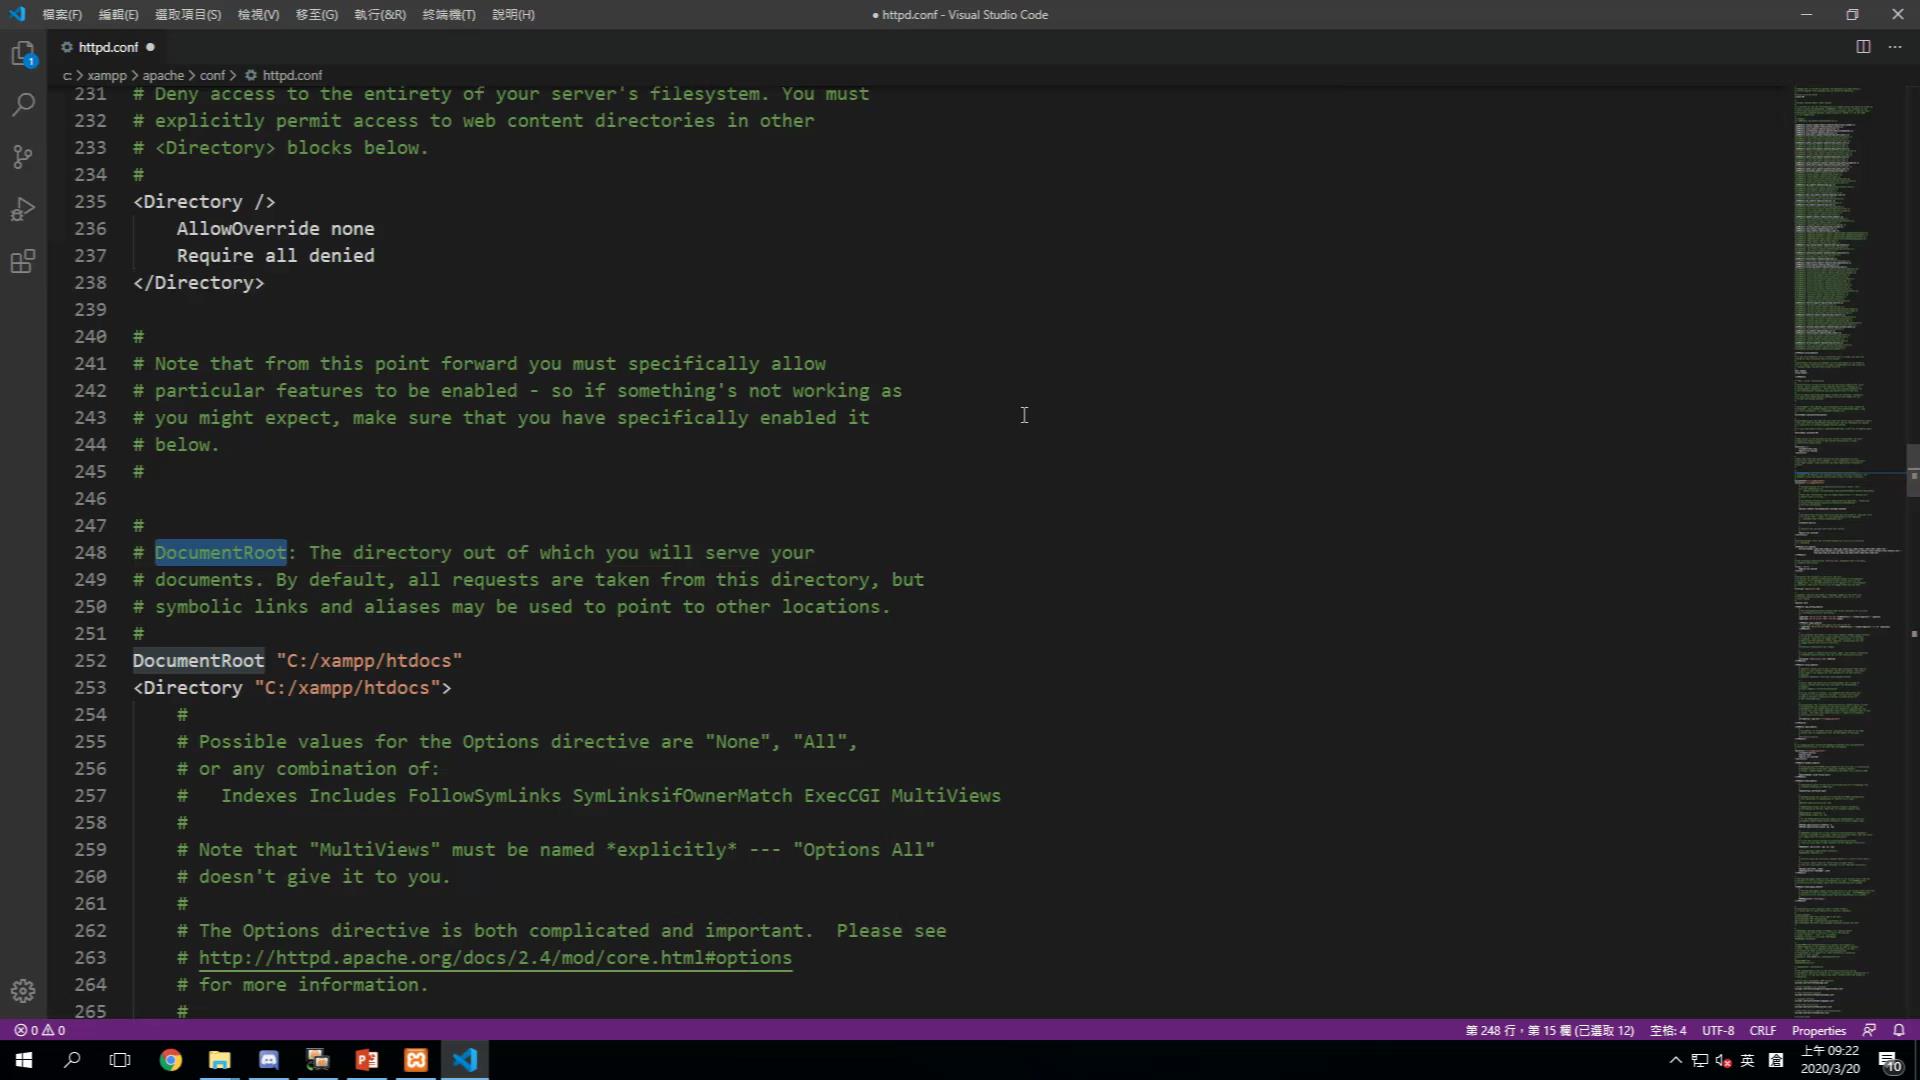 檔案(F) 編輯(E) 選取項目(S) 檢視(V) 移至(G) 執行(&R) 終端機(T) 說明(H)
● httpd.conf - Visual Studio Code
httpd.conf ●
1
c: > xampp > apache > conf > httpd.conf
231 # Deny access to the entirety of your server's filesystem. You must
232 # explicitly permit access to web content directories in other
233 # <Directory> blocks below.
234 #
235 <Directory />
236     AllowOverride none
237     Require all denied
238 </Directory>
239
240 #
241 # Note that from this point forward you must specifically allow
242 # particular features to be enabled - so if something's not working as
243 # you might expect, make sure that you have specifically enabled it
244 # below.
245 #
246
247 #
248 # DocumentRoot: The directory out of which you will serve your
249 # documents. By default, all requests are taken from this directory, but
250 # symbolic links and aliases may be used to point to other locations.
251 #
252 DocumentRoot "C:/xampp/htdocs"
253 <Directory "C:/xampp/htdocs">
254     #
255     # Possible values for the Options directive are "None", "All",
256     # or any combination of:
257     #   Indexes Includes FollowSymLinks SymLinksifOwnerMatch ExecCGI MultiViews
258     #
259     # Note that "MultiViews" must be named *explicitly* --- "Options All"
260     # doesn't give it to you.
261     #
262     # The Options directive is both complicated and important.  Please see
263     # http://httpd.apache.org/docs/2.4/mod/core.html#options
264     # for more information.
265     #
0 0
第 248 行，第 15 欄 (已選取 12) 空格: 4 UTF-8 CRLF Properties
英 倉 上午 09:22
2020/3/20
10